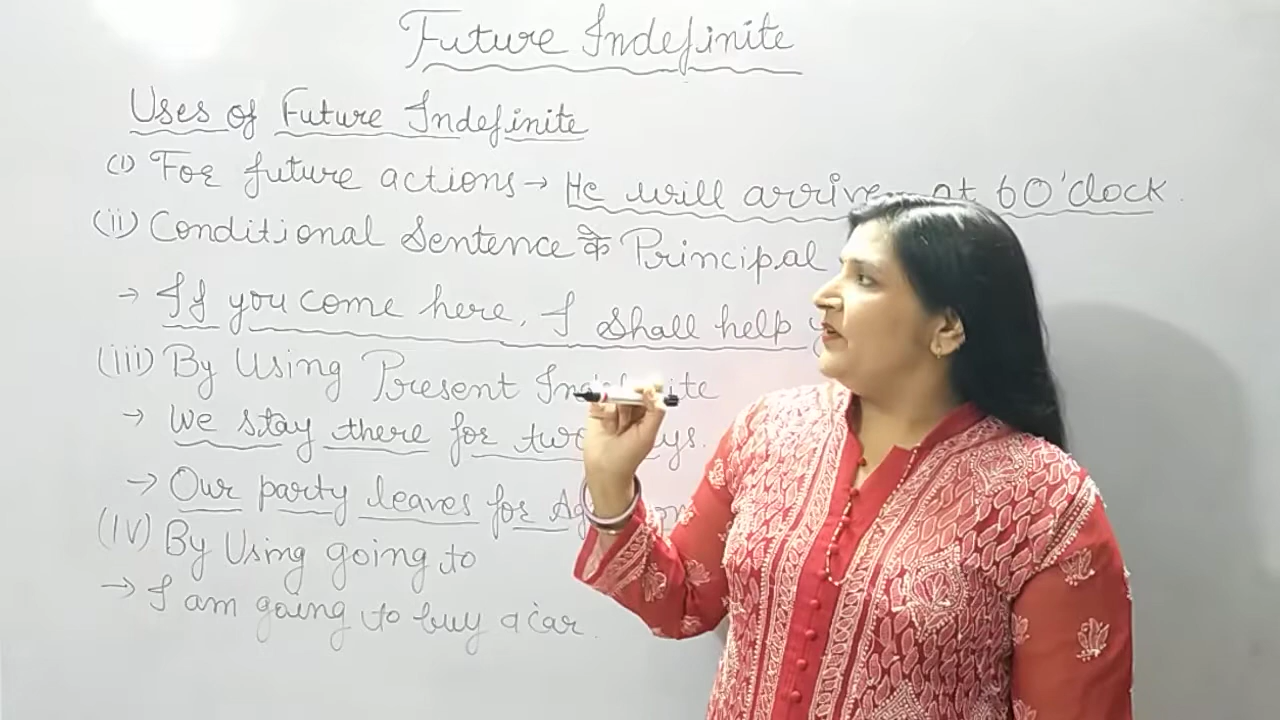 Future Indefinite
Uses of Future Indefinite
(i) For future actions → He will arrive at 6 O'clock.
(ii) Conditional Sentence के Principal
→ If you come here, I shall help
(iii) By Using Present Indefinite
→ We stay there for two
→ Our party leaves for
(iv) By Using going to
→ I am going to buy a car.